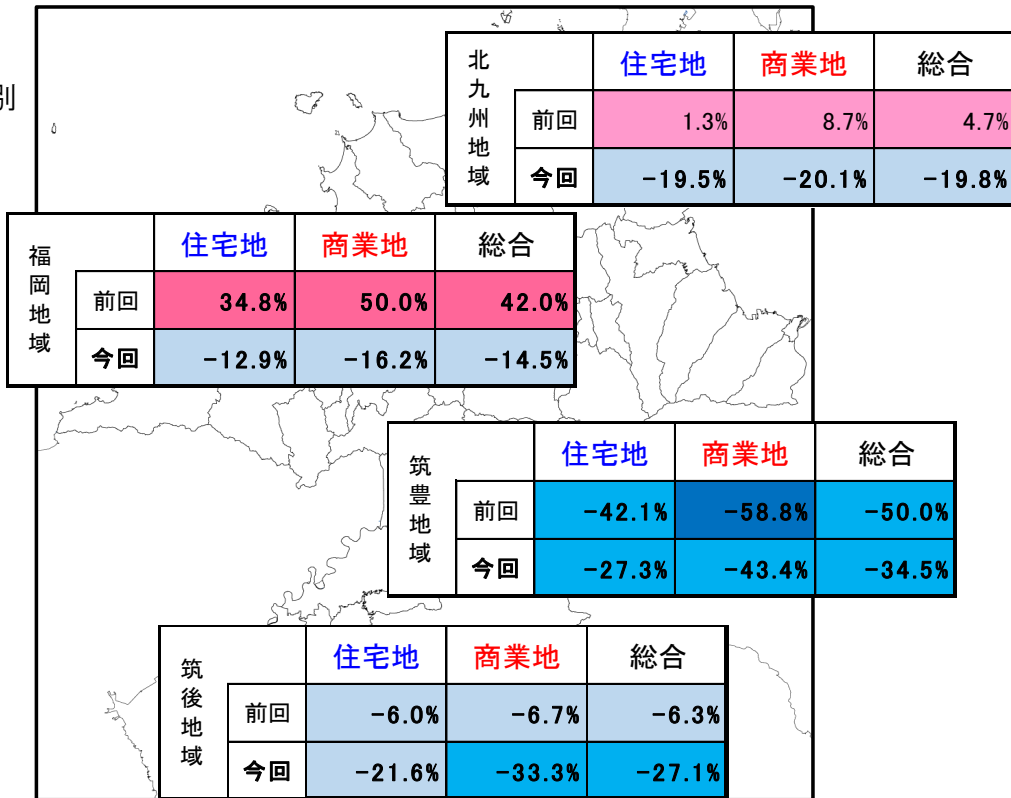 別
北九州地域
住宅地 商業地 総合
前回 1.3% 8.7% 4.7%
今回 -19.5% -20.1% -19.8%
福岡地域
住宅地 商業地 総合
前回 34.8% 50.0% 42.0%
今回 -12.9% -16.2% -14.5%
筑豊地域
住宅地 商業地 総合
前回 -42.1% -58.8% -50.0%
今回 -27.3% -43.4% -34.5%
筑後地域
住宅地 商業地 総合
前回 -6.0% -6.7% -6.3%
今回 -21.6% -33.3% -27.1%